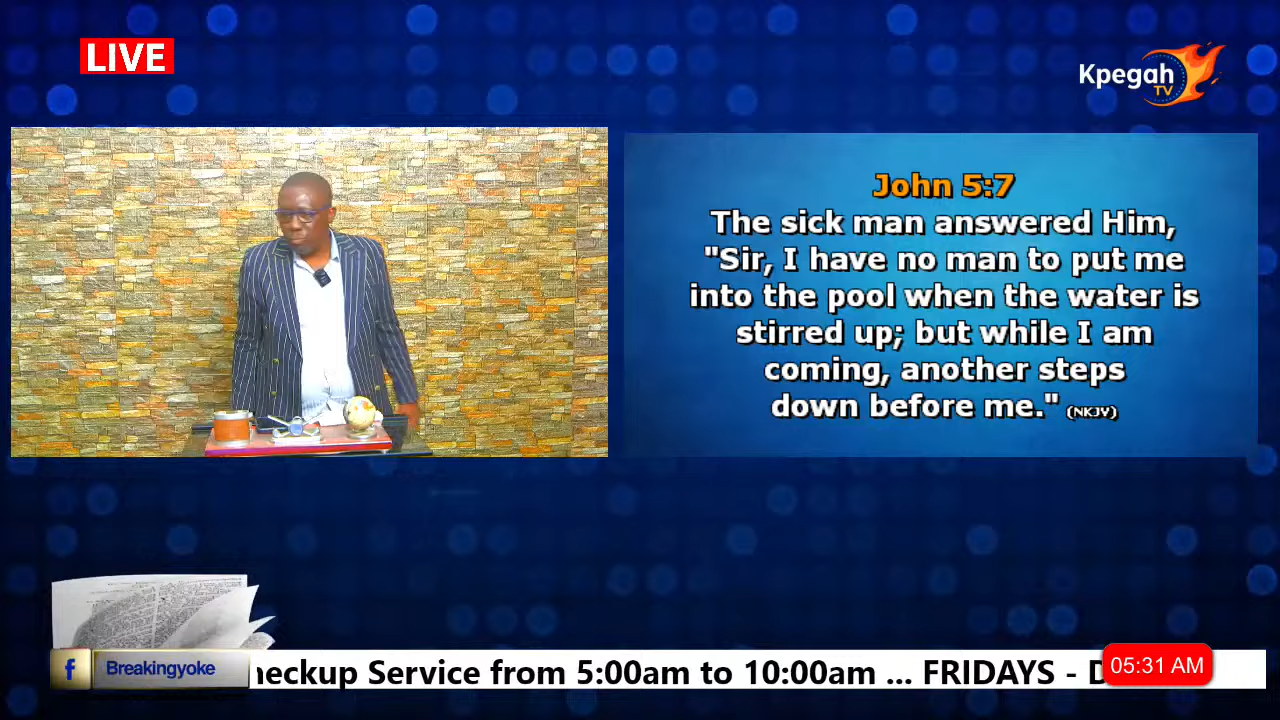 LIVE
Kpegah
TV
John 5:7
The sick man answered Him,
"Sir, I have no man to put me
into the pool when the water is
stirred up; but while I am
coming, another steps
down before me." (NKJV)
f
Breakingyoke
heckup Service from 5:00am to 10:00am ... FRIDAYS - D
05:31 AM